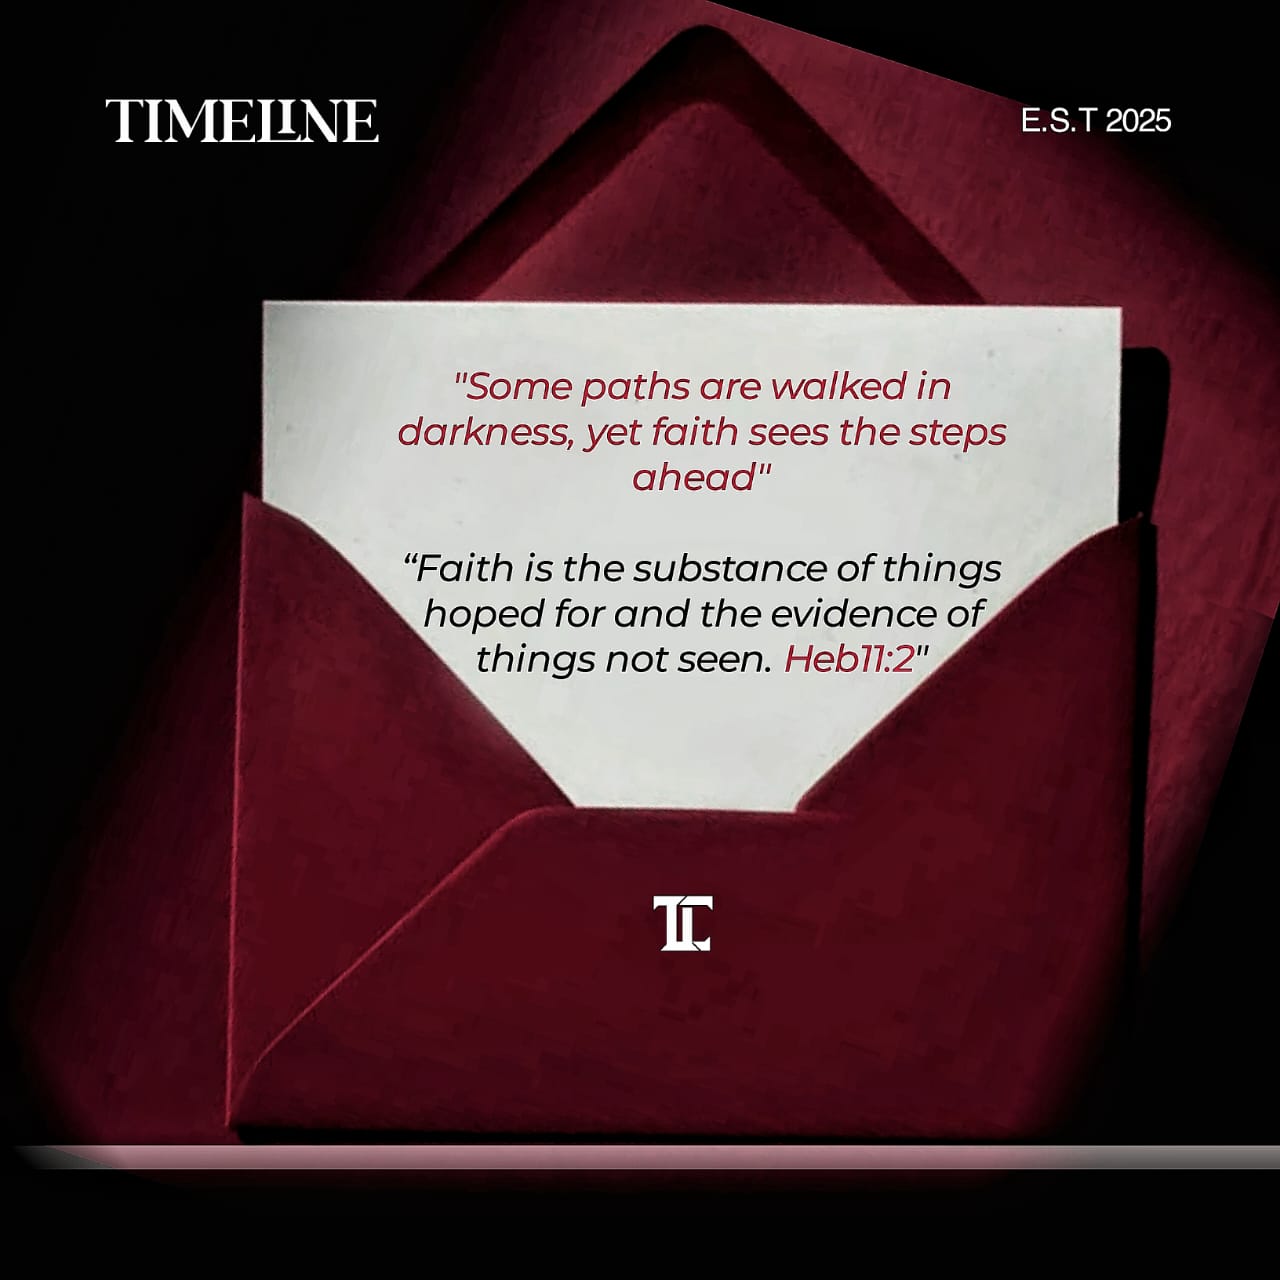 TIMELINE
E.S.T 2025
"Some paths are walked in
darkness, yet faith sees the steps
ahead"
“Faith is the substance of things
hoped for and the evidence of
things not seen. Heb11:2"